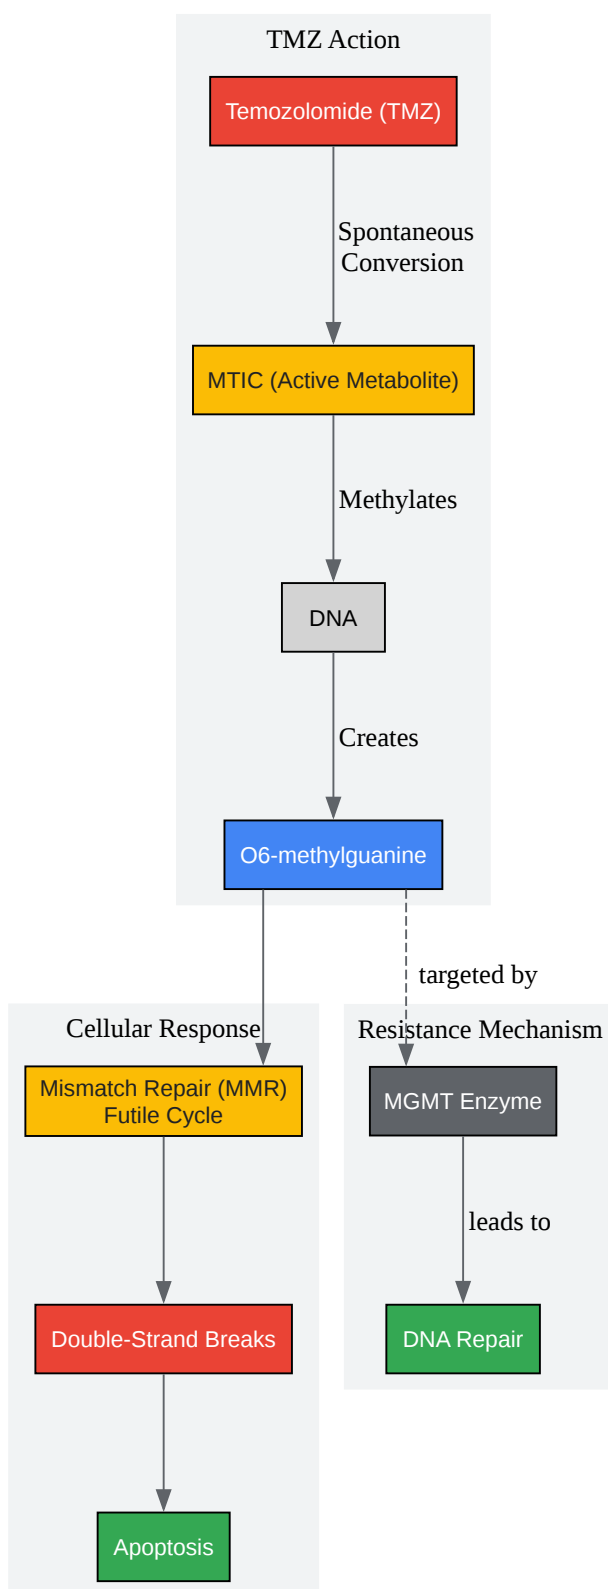 TMZ Action
Temozolomide (TMZ)
Spontaneous
Conversion
MTIC (Active Metabolite)
Methylates
DNA
Creates
O6-methylguanine
targeted by
Cellular Response
Resistance Mechanism
Mismatch Repair (MMR)
Futile Cycle
MGMT Enzyme
leads to
Double-Strand Breaks
DNA Repair
Apoptosis